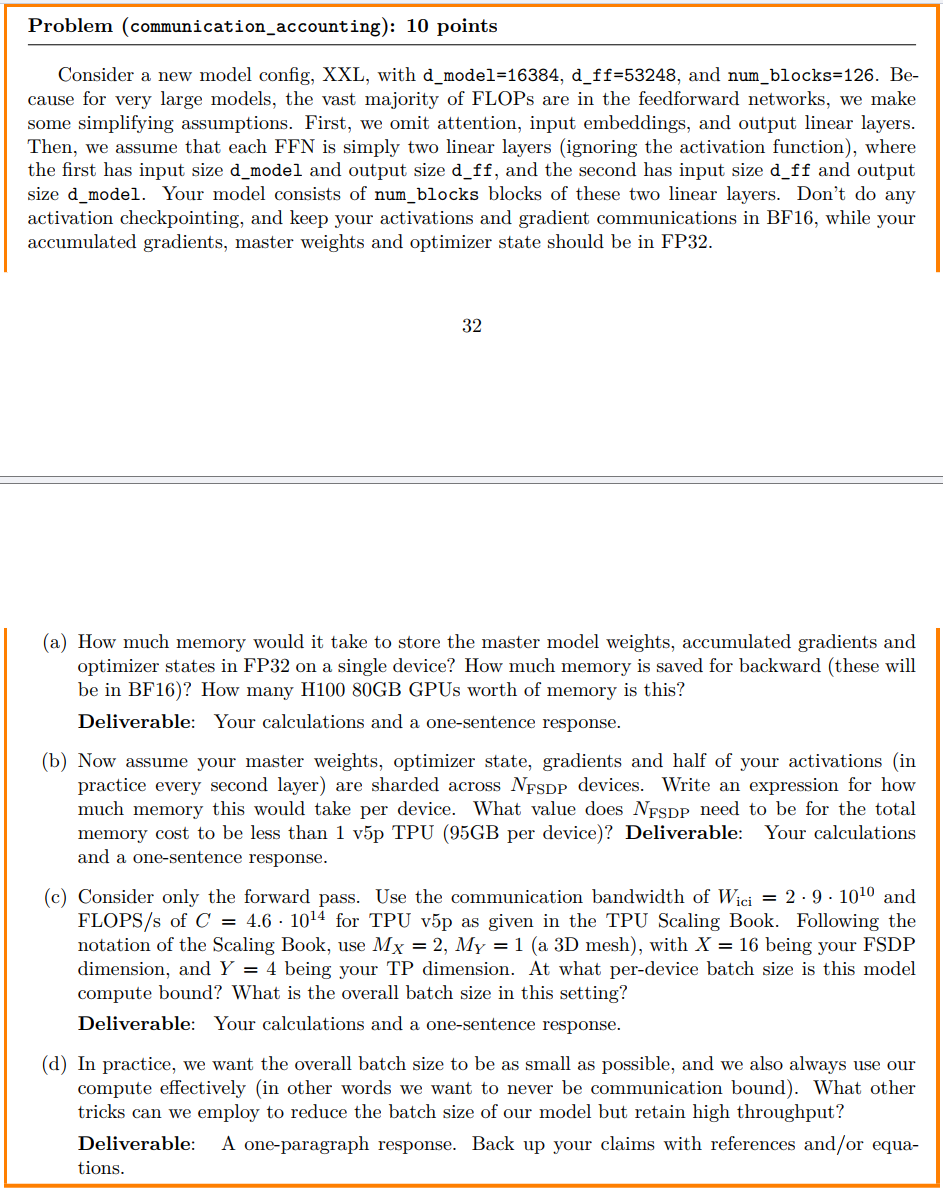 Problem (communication_accounting): 10 points
Consider a new model config, XXL, with d_model=16384, d_ff=53248, and num_blocks=126. Be-
cause for very large models, the vast majority of FLOPs are in the feedforward networks, we make
some simplifying assumptions. First, we omit attention, input embeddings, and output linear layers.
Then, we assume that each FFN is simply two linear layers (ignoring the activation function), where
the first has input size d_model and output size d_ff, and the second has input size d_ff and output
size d_model. Your model consists of num_blocks blocks of these two linear layers. Don't do any
activation checkpointing, and keep your activations and gradient communications in BF16, while your
accumulated gradients, master weights and optimizer state should be in FP32.
32
(a) How much memory would it take to store the master model weights, accumulated gradients and
optimizer states in FP32 on a single device? How much memory is saved for backward (these will
be in BF16)? How many H100 80GB GPUs worth of memory is this?
Deliverable: Your calculations and a one-sentence response.
(b) Now assume your master weights, optimizer state, gradients and half of your activations (in
practice every second layer) are sharded across N_FSDP devices. Write an expression for how
much memory this would take per device. What value does N_FSDP need to be for the total
memory cost to be less than 1 v5p TPU (95GB per device)? Deliverable: Your calculations
and a one-sentence response.
(c) Consider only the forward pass. Use the communication bandwidth of W_ici = 2 · 9 · 10^10 and
FLOPS/s of C = 4.6 · 10^14 for TPU v5p as given in the TPU Scaling Book. Following the
notation of the Scaling Book, use M_X = 2, M_Y = 1 (a 3D mesh), with X = 16 being your FSDP
dimension, and Y = 4 being your TP dimension. At what per-device batch size is this model
compute bound? What is the overall batch size in this setting?
Deliverable: Your calculations and a one-sentence response.
(d) In practice, we want the overall batch size to be as small as possible, and we also always use our
compute effectively (in other words we want to never be communication bound). What other
tricks can we employ to reduce the batch size of our model but retain high throughput?
Deliverable: A one-paragraph response. Back up your claims with references and/or equa-
tions.